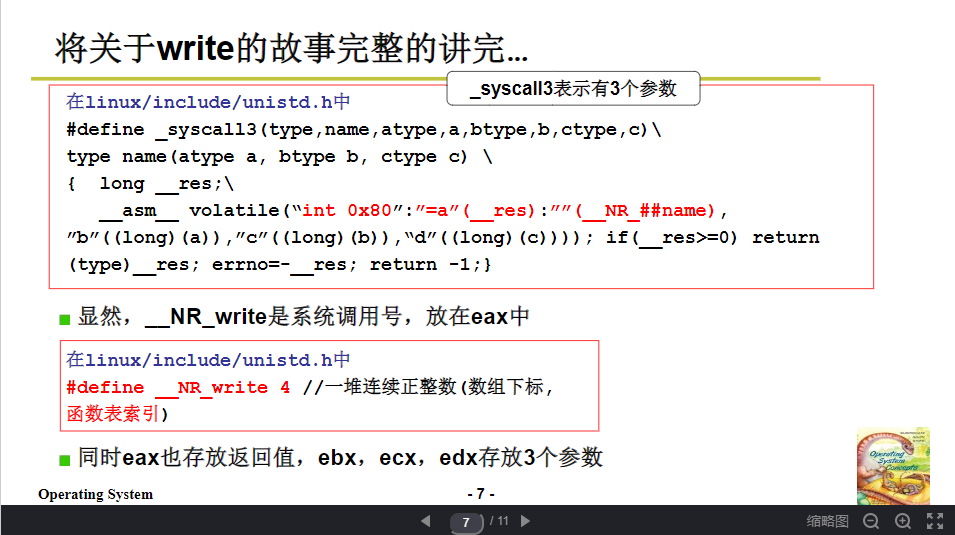 将关于write的故事完整的讲完...
_syscall3表示有3个参数
在linux/include/unistd.h中
#define _syscall3(type,name,atype,a,btype,b,ctype,c)\
type name(atype a, btype b, ctype c) \
{ long __res;\
__asm__ volatile(“int 0x80”:”=a”(__res):””(__NR_##name),
”b”((long)(a)),”c”((long)(b)),“d”((long)(c)))); if(__res>=0) return
(type)__res; errno=-__res; return -1;}
显然，__NR_write是系统调用号，放在eax中
在linux/include/unistd.h中
#define __NR_write 4 //一堆连续正整数(数组下标,
函数表索引)
同时eax也存放返回值，ebx，ecx，edx存放3个参数
Operating System Concepts
Operating System
- 7 -
7 / 11
缩略图